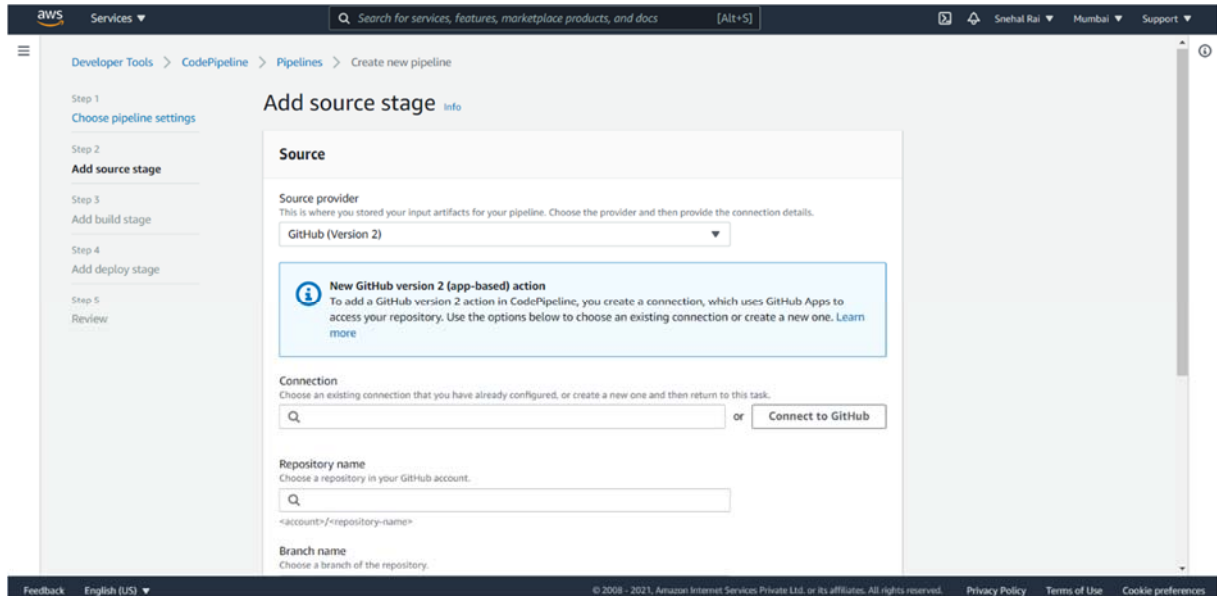 aws Services ▼ Search for services, features, marketplace products, and docs [Alt+S] Snehal Rai ▼ Mumbai ▼ Support ▼
Developer Tools > CodePipeline > Pipelines > Create new pipeline
Step 1
Choose pipeline settings
Step 2
Add source stage
Step 3
Add build stage
Step 4
Add deploy stage
Step 5
Review
Add source stage Info
Source
Source provider
This is where you stored your input artifacts for your pipeline. Choose the provider and then provide the connection details.
GitHub (Version 2)
New GitHub version 2 (app-based) action
To add a GitHub version 2 action in CodePipeline, you create a connection, which uses GitHub Apps to
access your repository. Use the options below to choose an existing connection or create a new one. Learn
more
Connection
Choose an existing connection that you have already configured, or create a new one and then return to this task.
or Connect to GitHub
Repository name
Choose a repository in your GitHub account.
<account>/<repository-name>
Branch name
Choose a branch of the repository.
Feedback English (US) ▼ © 2008 - 2021, Amazon Internet Services Private Ltd. or its affiliates. All rights reserved. Privacy Policy Terms of Use Cookie preferences